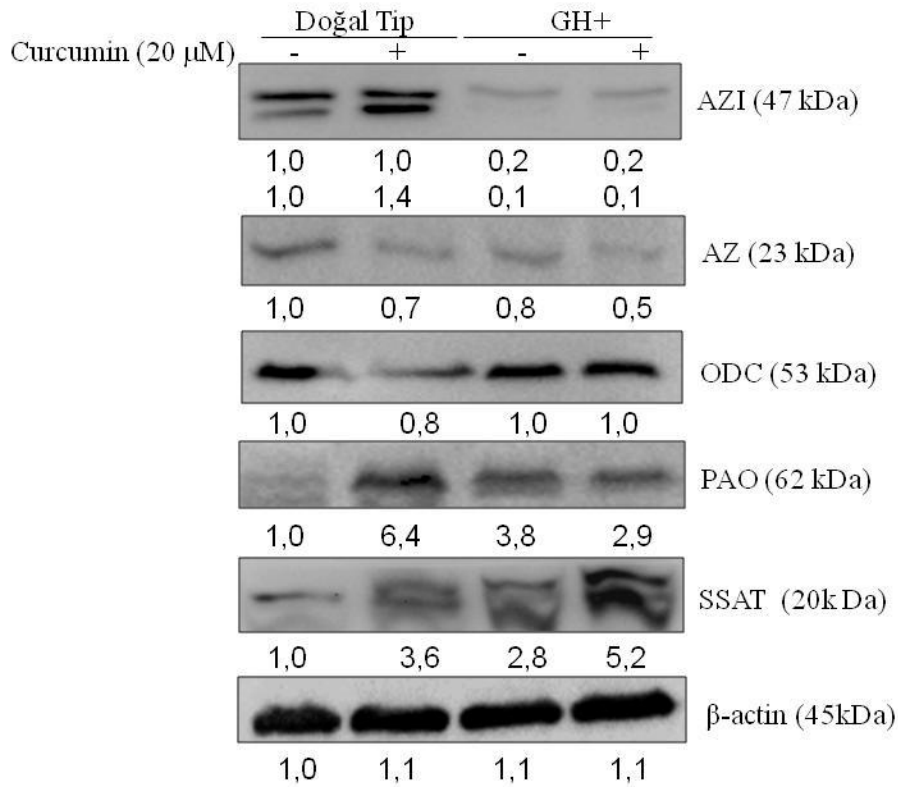 Doğal Tip GH+
Curcumin (20 µM) - + - +
AZI (47 kDa)
1,0 1,0 0,2 0,2
1,0 1,4 0,1 0,1
AZ (23 kDa)
1,0 0,7 0,8 0,5
ODC (53 kDa)
1,0 0,8 1,0 1,0
PAO (62 kDa)
1,0 6,4 3,8 2,9
SSAT (20k Da)
1,0 3,6 2,8 5,2
β-actin (45kDa)
1,0 1,1 1,1 1,1